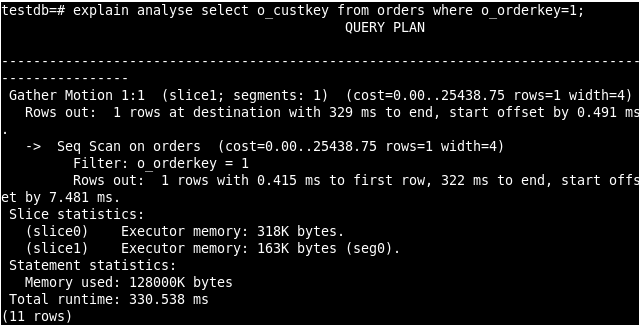 testdb=# explain analyse select o_custkey from orders where o_orderkey=1;
QUERY PLAN
--------------------------------------------------------------------------------
----------------
Gather Motion 1:1  (slice1; segments: 1)  (cost=0.00..25438.75 rows=1 width=4)
Rows out:  1 rows at destination with 329 ms to end, start offset by 0.491 ms
.
->  Seq Scan on orders  (cost=0.00..25438.75 rows=1 width=4)
Filter: o_orderkey = 1
Rows out:  1 rows with 0.415 ms to first row, 322 ms to end, start offs
et by 7.481 ms.
Slice statistics:
(slice0)    Executor memory: 318K bytes.
(slice1)    Executor memory: 163K bytes (seg0).
Statement statistics:
Memory used: 128000K bytes
Total runtime: 330.538 ms
(11 rows)